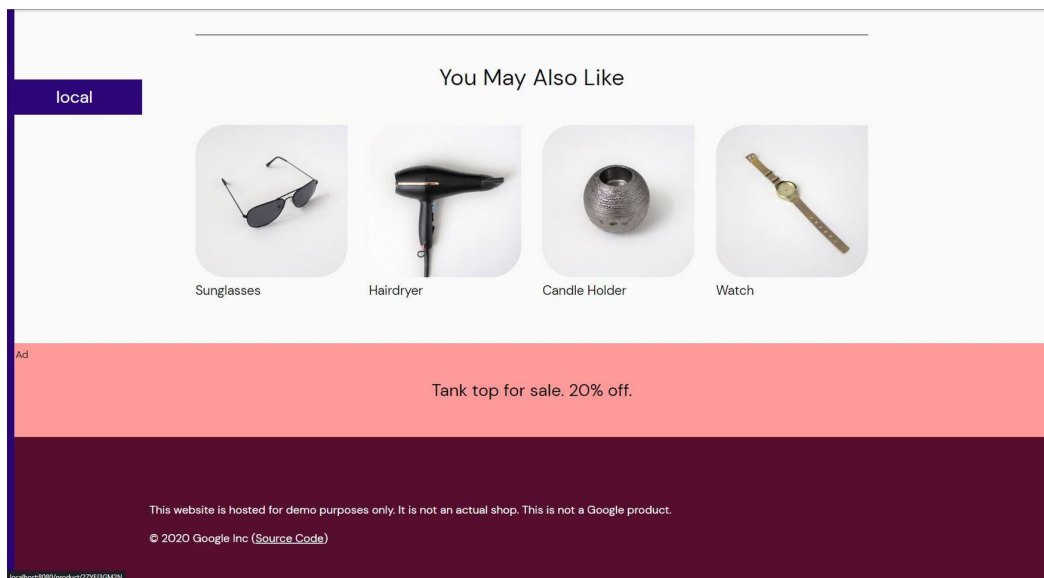 You May Also Like
local
Sunglasses
Hairdryer
Candle Holder
Watch
Ad
Tank top for sale. 20% off.
This website is hosted for demo purposes only. It is not an actual shop. This is not a Google product.
© 2020 Google Inc (Source Code)